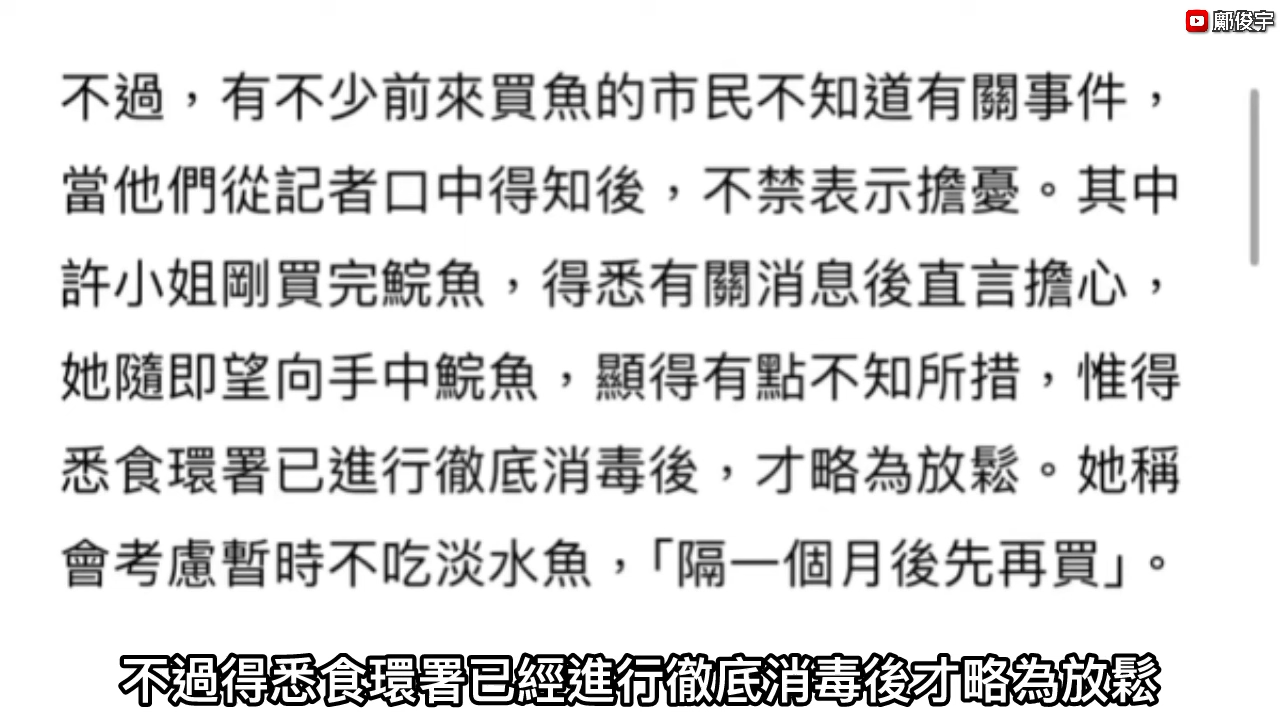 鄺俊宇
不過，有不少前來買魚的市民不知道有關事件，
當他們從記者口中得知後，不禁表示擔憂。其中
許小姐剛買完鯇魚，得悉有關消息後直言擔心，
她隨即望向手中鯇魚，顯得有點不知所措，惟得
悉食環署已進行徹底消毒後，才略為放鬆。她稱
會考慮暫時不吃淡水魚，「隔一個月後先再買」。
不過得悉食環署已經進行徹底消毒後才略為放鬆